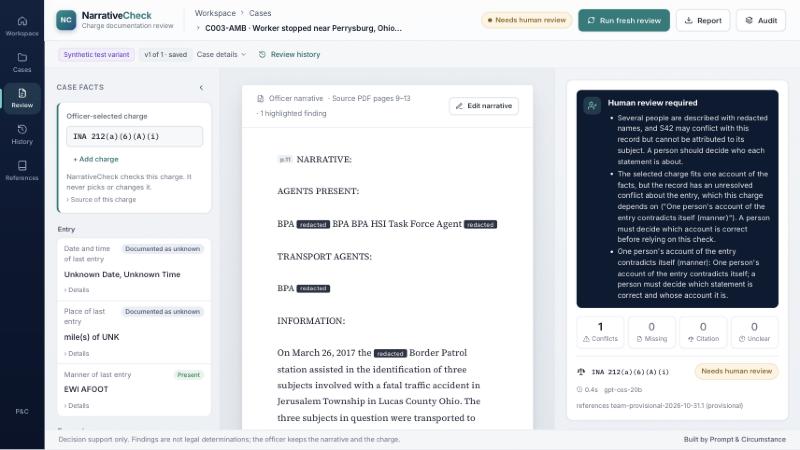 Workspace
Cases
Review
History
References
P&C
NC
NarrativeCheck
Charge documentation review
Workspace › Cases
› C003-AMB · Worker stopped near Perrysburg, Ohio...
Needs human review
Run fresh review
Report
Audit
Synthetic test variant
v1 of 1 · saved
Case details
Review history
CASE FACTS
Officer-selected charge
INA 212(a)(6)(A)(i)
+ Add charge
NarrativeCheck checks this charge. It
never picks or changes it.
› Source of this charge
Entry
Date and time
of last entry
Documented as unknown
Unknown Date, Unknown Time
› Details
Place of last
entry
Documented as unknown
mile(s) of UNK
› Details
Manner of last entry
Present
EWI AFOOT
› Details
Officer narrative · Source PDF pages 9–13
· 1 highlighted finding
Edit narrative
p.11 NARRATIVE:
AGENTS PRESENT:
BPA redacted BPA BPA HSI Task Force Agent redacted
TRANSPORT AGENTS:
BPA redacted
INFORMATION:
On March 26, 2017 the redacted Border Patrol
station assisted in the identification of three
subjects involved with a fatal traffic accident in
Jerusalem Township in Lucas County Ohio. The
three subjects in question were transported to
Human review required
• Several people are described with redacted
names, and S42 may conflict with this
record but cannot be attributed to its
subject. A person should decide who each
statement is about.
• The selected charge fits one account of the
facts, but the record has an unresolved
conflict about the entry, which this charge
depends on ("One person's account of the
entry contradicts itself (manner)"). A person
must decide which account is correct
before relying on this check.
• One person's account of the entry
contradicts itself (manner): One person's
account of the entry contradicts itself; a
person must decide which statement is
correct and whose account it is.
1
Conflicts
0
Missing
0
Citation
0
Unclear
INA 212(a)(6)(A)(i)
Needs human review
0.4s · gpt-oss-20b
references team-provisional-2026-10-31.1 (provisional)
Decision support only. Findings are not legal determinations; the officer keeps the narrative and the charge.
Built by Prompt & Circumstance